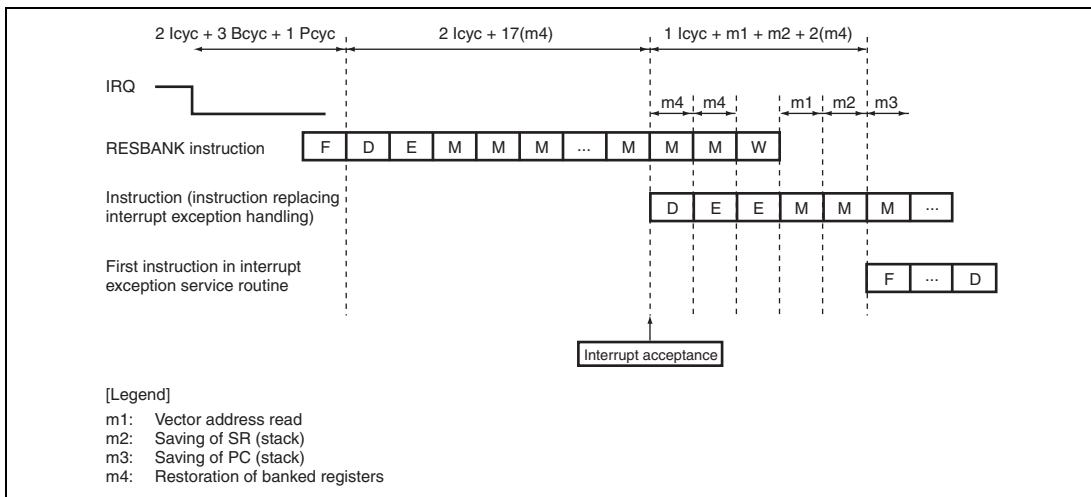 2 Icyc + 3 Bcyc + 1 Pcyc 2 Icyc + 17(m4) 1 Icyc + m1 + m2 + 2(m4)
IRQ
m4 m4 m1 m2 m3
RESBANK instruction F D E M M M ... M M M W
Instruction (instruction replacing
interrupt exception handling) D E E M M M ...
First instruction in interrupt
exception service routine F ... D
Interrupt acceptance
[Legend]
m1: Vector address read
m2: Saving of SR (stack)
m3: Saving of PC (stack)
m4: Restoration of banked registers